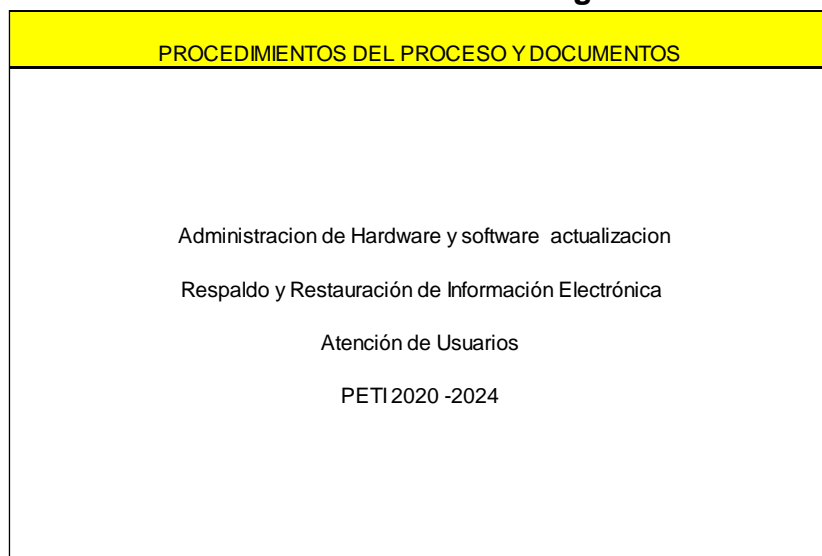 PROCEDIMIENTOS DEL PROCESO Y DOCUMENTOS
Administracion de Hardware y software actualizacion
Respaldo y Restauración de Información Electrónica
Atención de Usuarios
PETI 2020 -2024